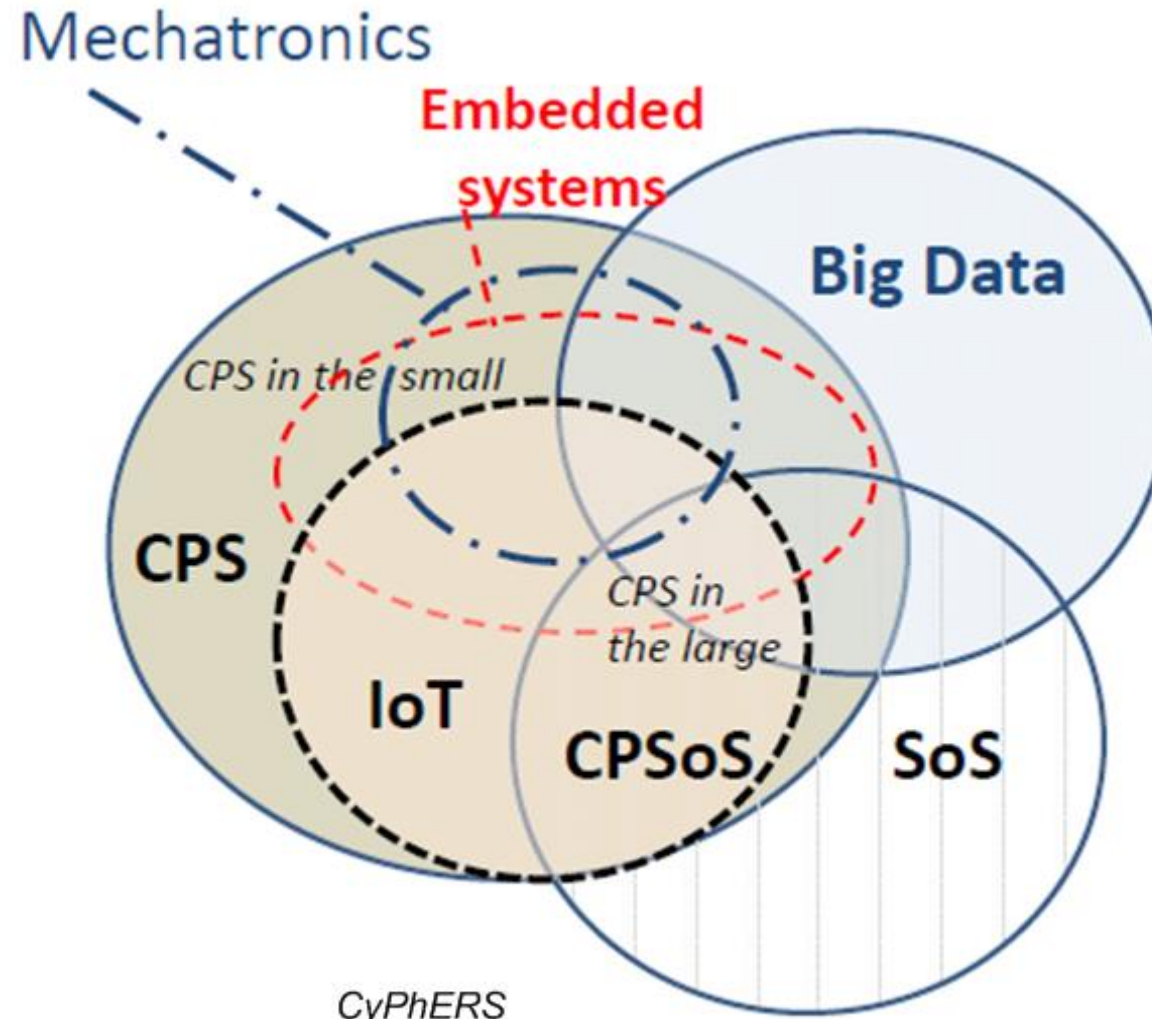 Mechatronics
Embedded
systems
Big Data
CPS in the small
CPS
CPS in
the large
IoT
CPSoS
SoS
CyPhERS